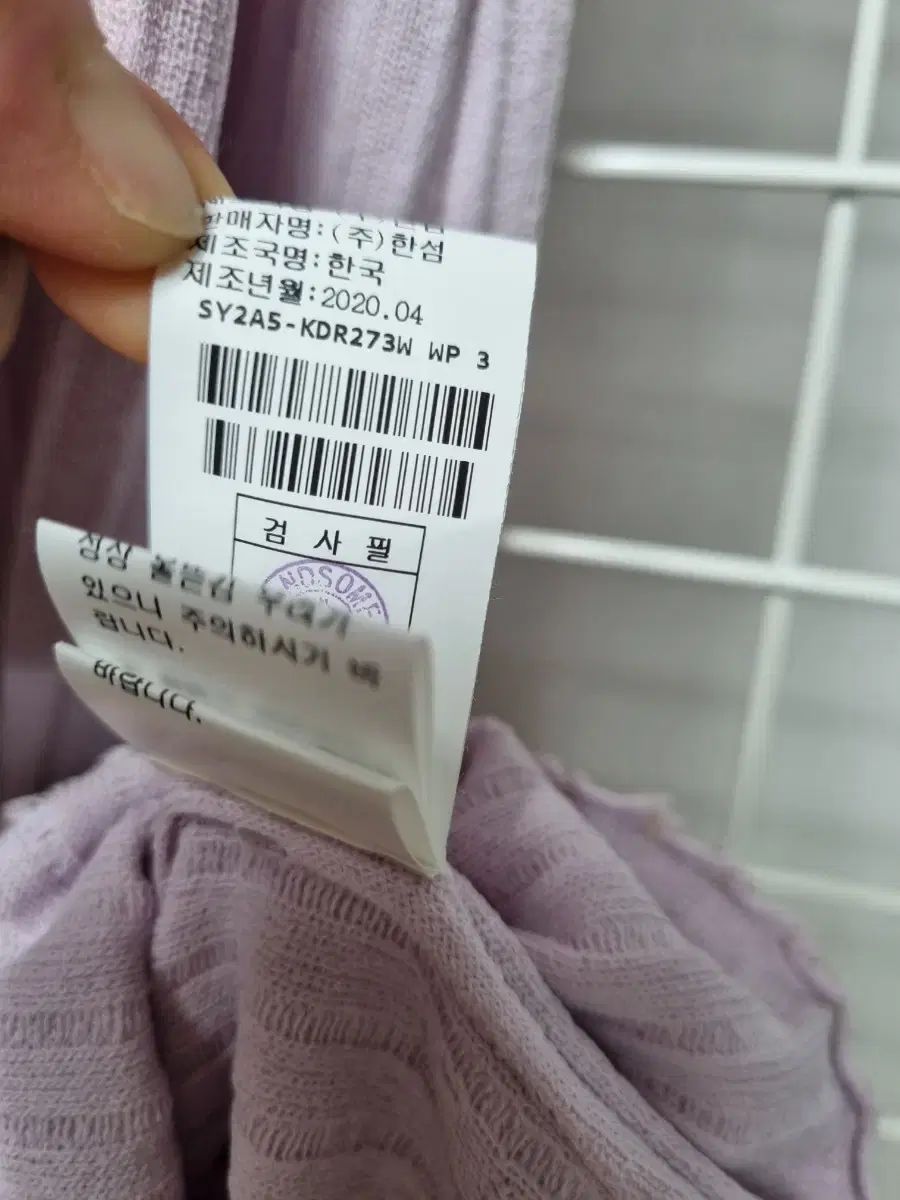 판매자명:(주)한섬
제조국명:한국
제조년월:2020.04
SY2A5-KDR273W WP 3
검사필
NDSOME
있으니 주의하시기 바
랍니다.
바랍니다.